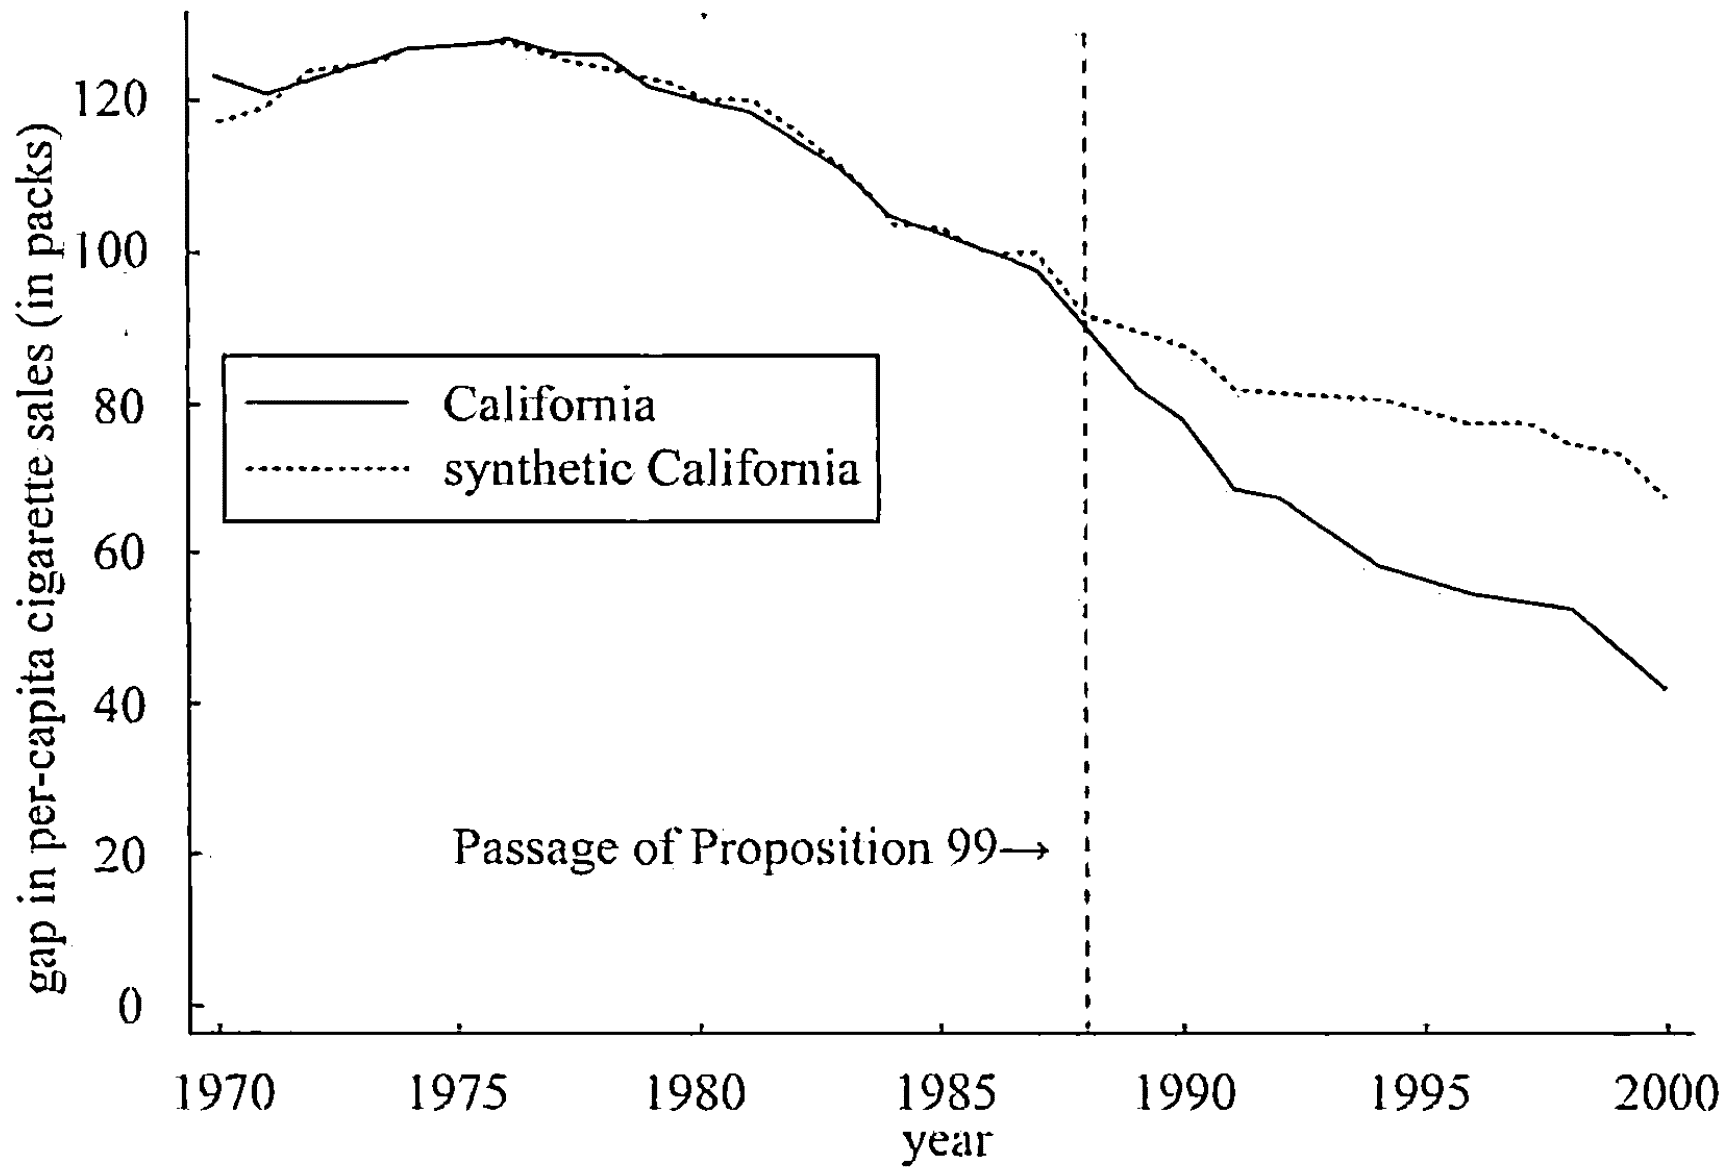 gap in per-capita cigarette sales (in packs)
120
100
80
60
40
20
0
California
synthetic California
Passage of Proposition 99→
1970 1975 1980 1985 1990 1995 2000
year